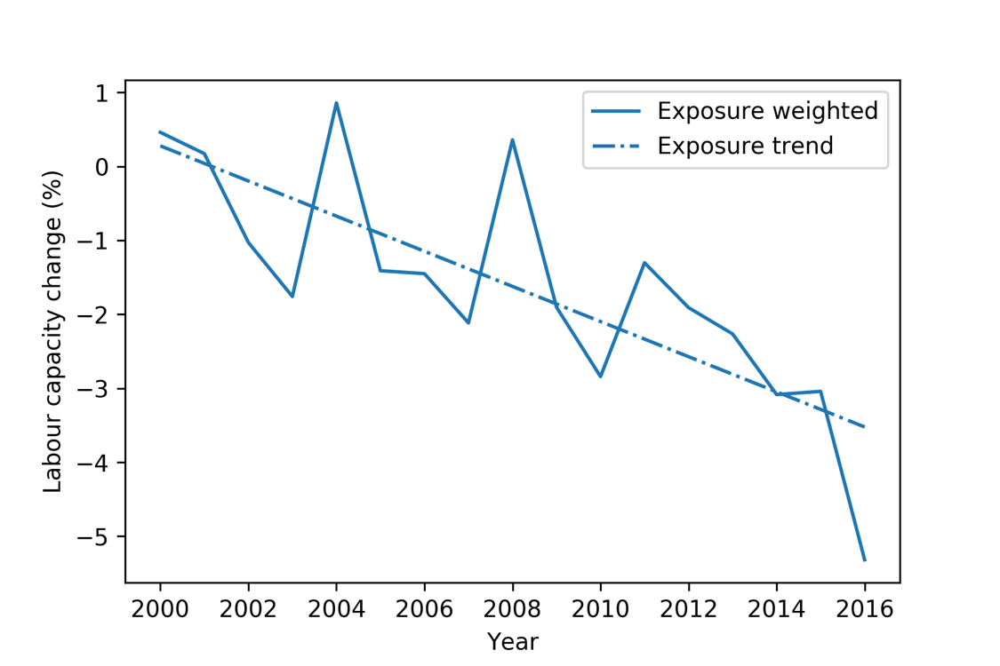 Exposure weighted
Exposure trend
Labour capacity change (%)
1
0
−1
−2
−3
−4
−5
2000 2002 2004 2006 2008 2010 2012 2014 2016
Year